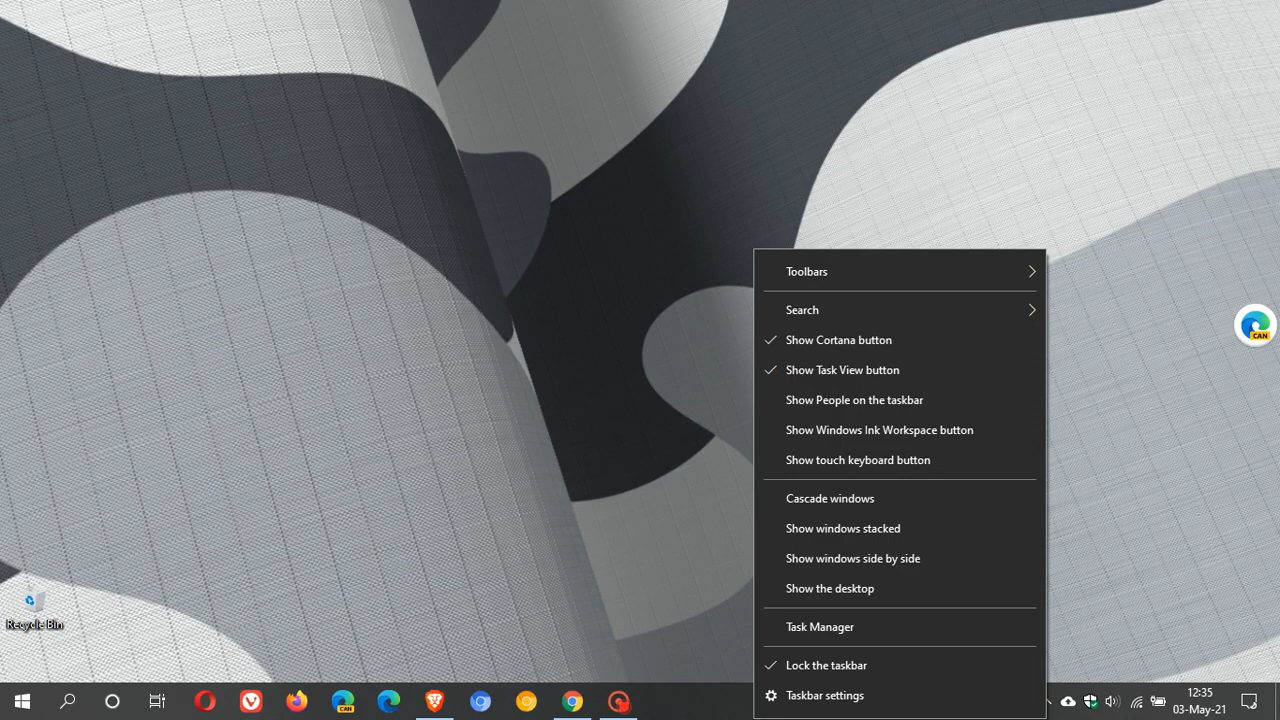 Toolbars
Search
Show Cortana button
Show Task View button
Show People on the taskbar
Show Windows Ink Workspace button
Show touch keyboard button
Cascade windows
Show windows stacked
Show windows side by side
Show the desktop
Task Manager
Lock the taskbar
Taskbar settings
CAN
Recycle Bin
CAN
12:35
03-May-21